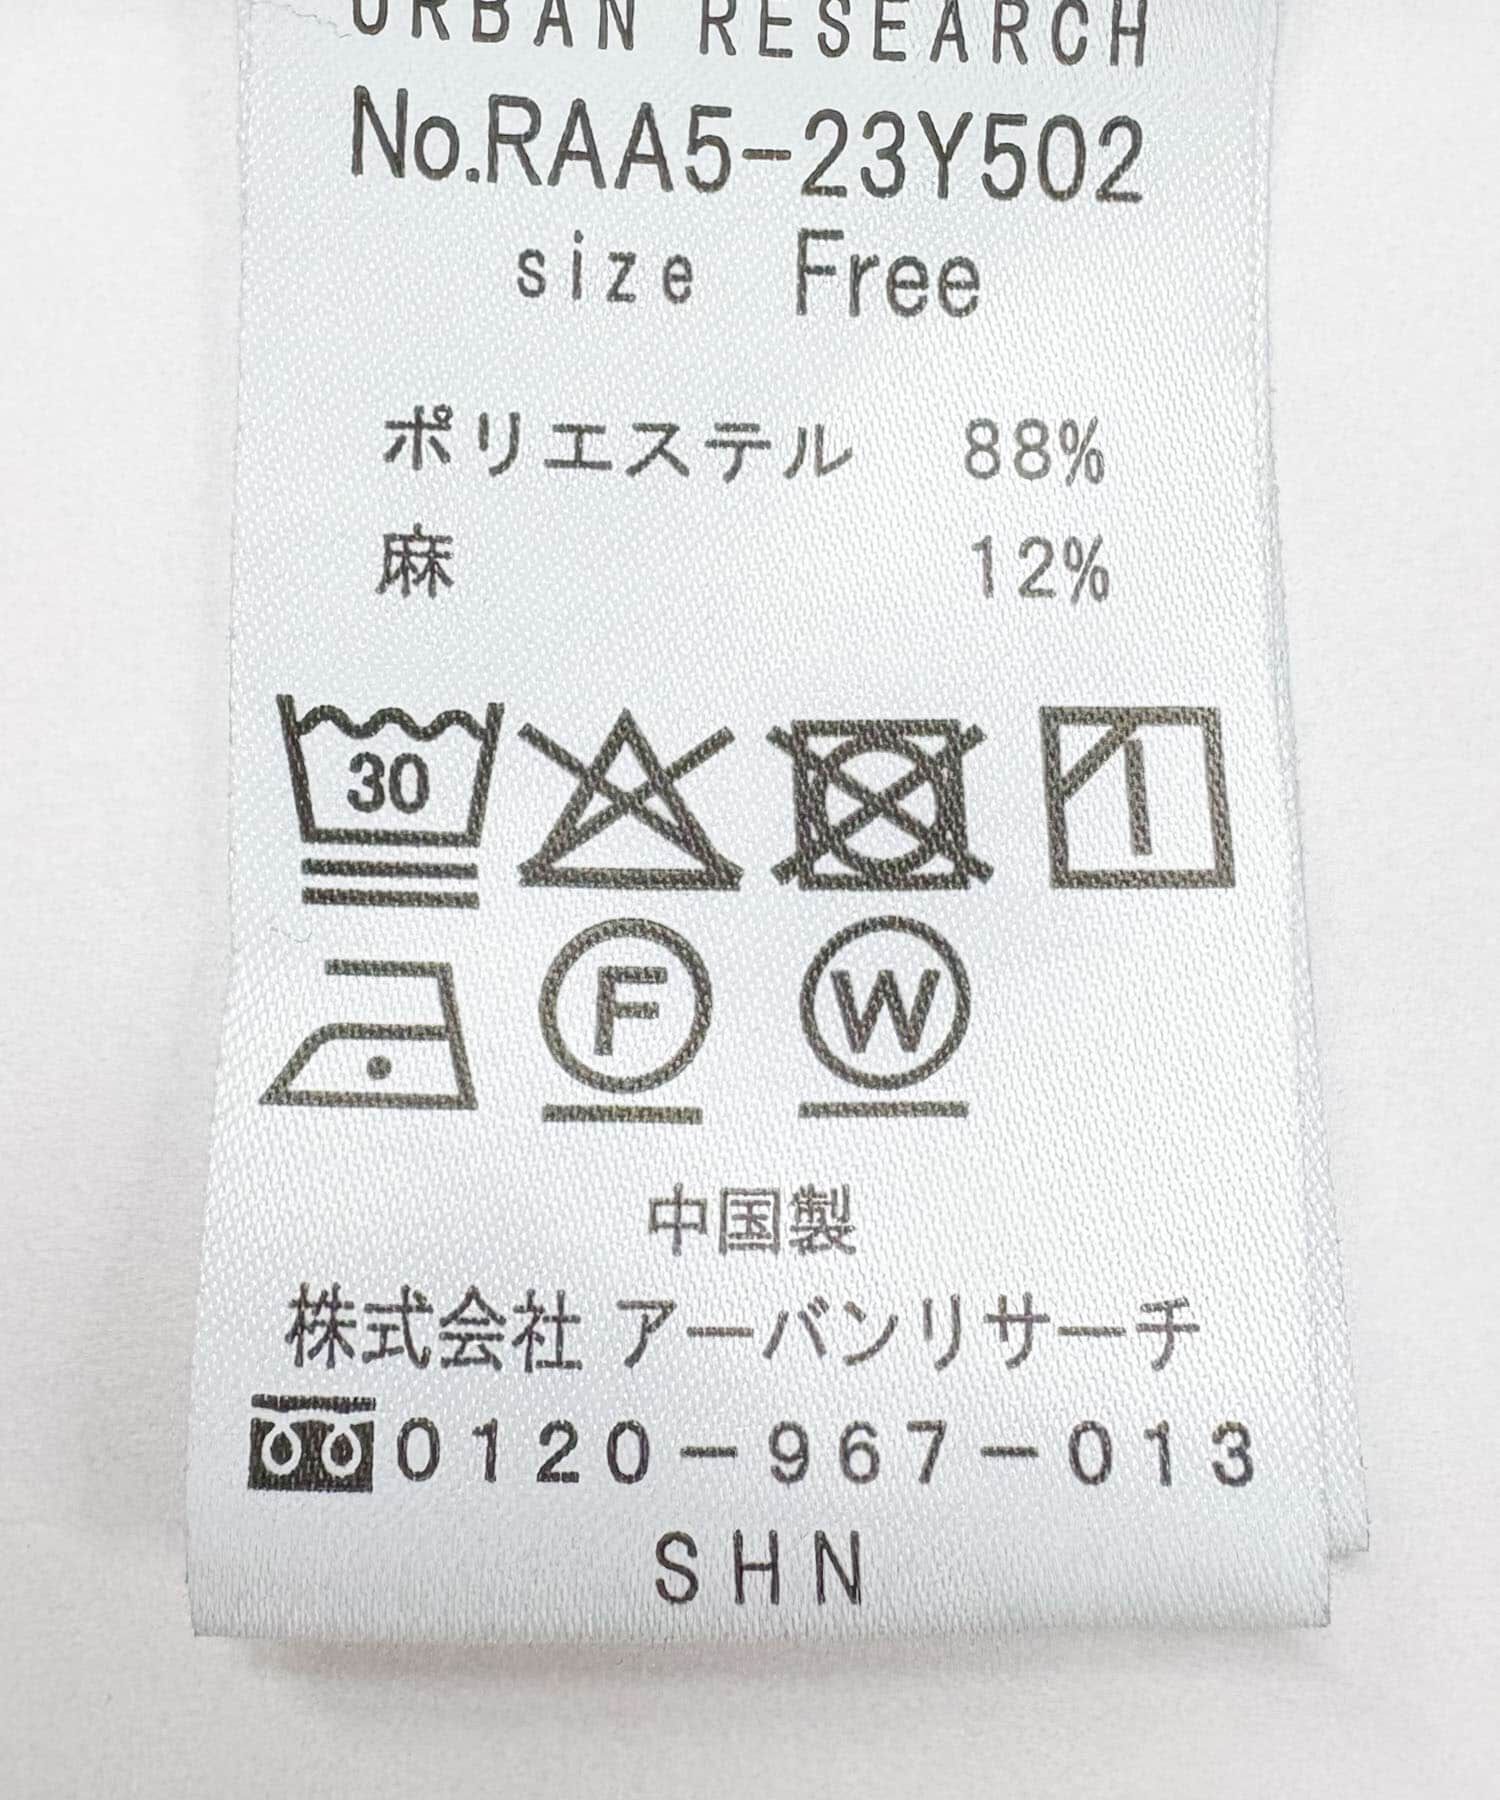 URBAN RESEARCH
No.RAA5-23Y502
size Free
ポリエステル 88%
麻 12%
30
F W
中国製
株式会社 アーバンリサーチ
0120-967-013
SHN